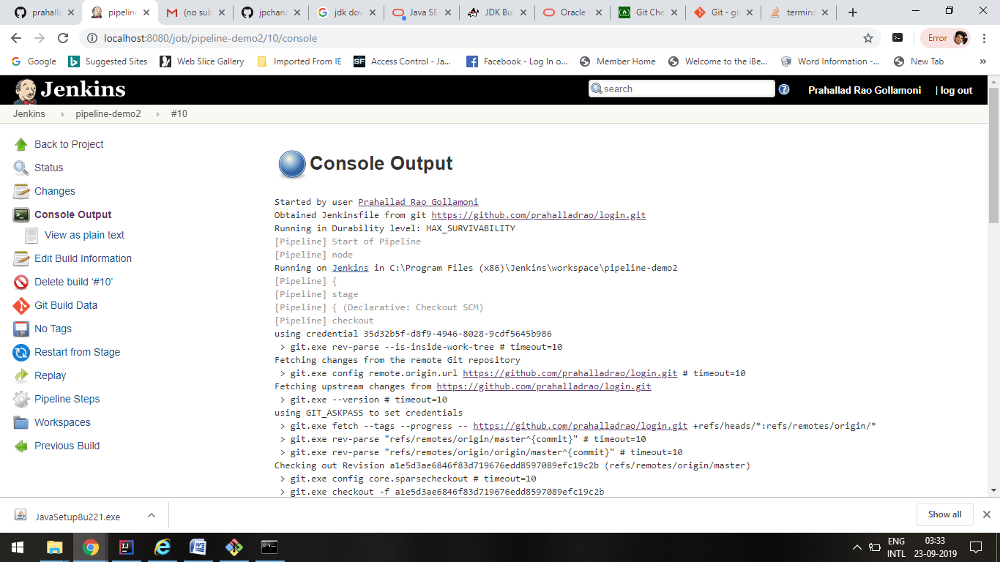 prahalla
pipelin
(no sub
jpchan
jdk dov
Java SE
JDK Bui
Oracle
Git Che
Git - gi
termina
localhost:8080/job/pipeline-demo2/10/console
Error
Google
Suggested Sites
Web Slice Gallery
Imported From IE
SF Access Control - Ja...
Facebook - Log In o...
Member Home
Welcome to the iBe...
Word Information -...
New Tab
»
Jenkins
search
Prahallad Rao Gollamoni
| log out
Jenkins
pipeline-demo2
#10
Back to Project
Status
Changes
Console Output
View as plain text
Edit Build Information
Delete build ‘#10’
Git Build Data
No Tags
Restart from Stage
Replay
Pipeline Steps
Workspaces
Previous Build
Console Output
Started by user Prahallad Rao Gollamoni
Obtained Jenkinsfile from git https://github.com/prahalladrao/login.git
Running in Durability level: MAX_SURVIVABILITY
[Pipeline] Start of Pipeline
[Pipeline] node
Running on Jenkins in C:\Program Files (x86)\Jenkins\workspace\pipeline-demo2
[Pipeline] {
[Pipeline] stage
[Pipeline] { (Declarative: Checkout SCM)
[Pipeline] checkout
using credential 35d32b5f-d8f9-4946-8028-9cdf5645b986
> git.exe rev-parse --is-inside-work-tree # timeout=10
Fetching changes from the remote Git repository
> git.exe config remote.origin.url https://github.com/prahalladrao/login.git # timeout=10
Fetching upstream changes from https://github.com/prahalladrao/login.git
> git.exe --version # timeout=10
using GIT_ASKPASS to set credentials
> git.exe fetch --tags --progress -- https://github.com/prahalladrao/login.git +refs/heads/*:refs/remotes/origin/*
> git.exe rev-parse "refs/remotes/origin/master^{commit}" # timeout=10
> git.exe rev-parse "refs/remotes/origin/origin/master^{commit}" # timeout=10
Checking out Revision a1e5d3ae6846f83d719676edd8597089efc19c2b (refs/remotes/origin/master)
> git.exe config core.sparsecheckout # timeout=10
> git.exe checkout -f a1e5d3ae6846f83d719676edd8597089efc19c2b
JavaSetup8u221.exe
Show all
ENG
INTL
03:33
23-09-2019